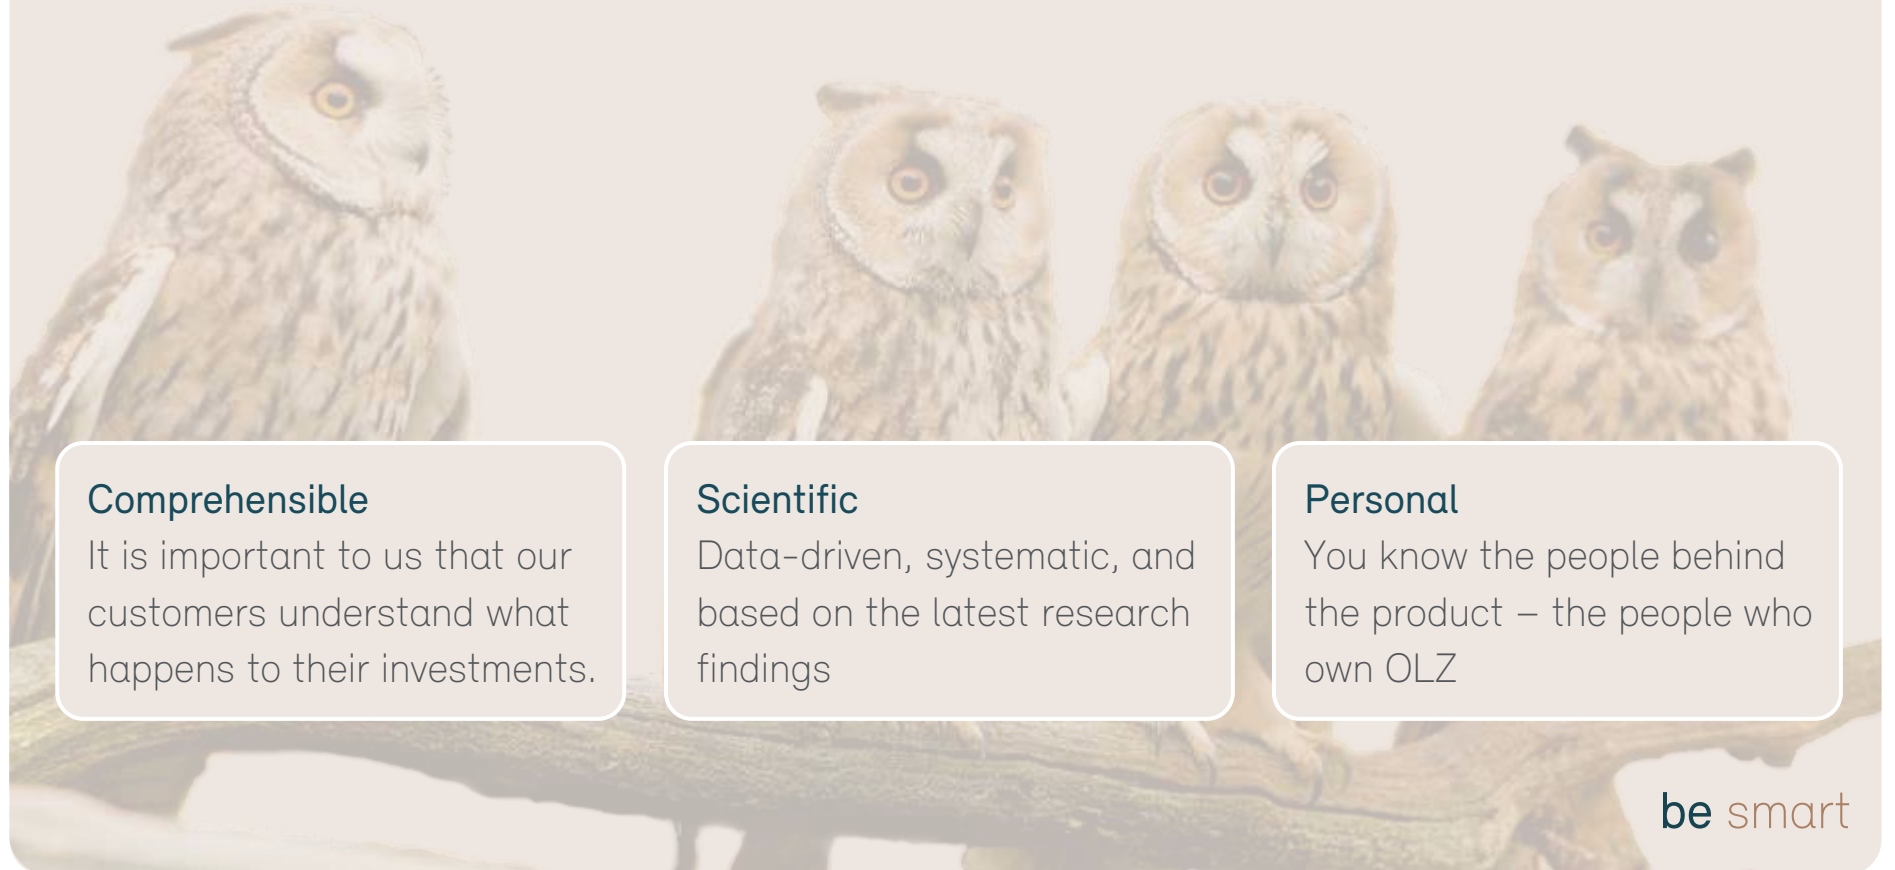 Comprehensible
It is important to us that our
customers understand what
happens to their investments.
Scientific
Data-driven, systematic, and
based on the latest research
findings
Personal
You know the people behind
the product – the people who
own OLZ
be smart